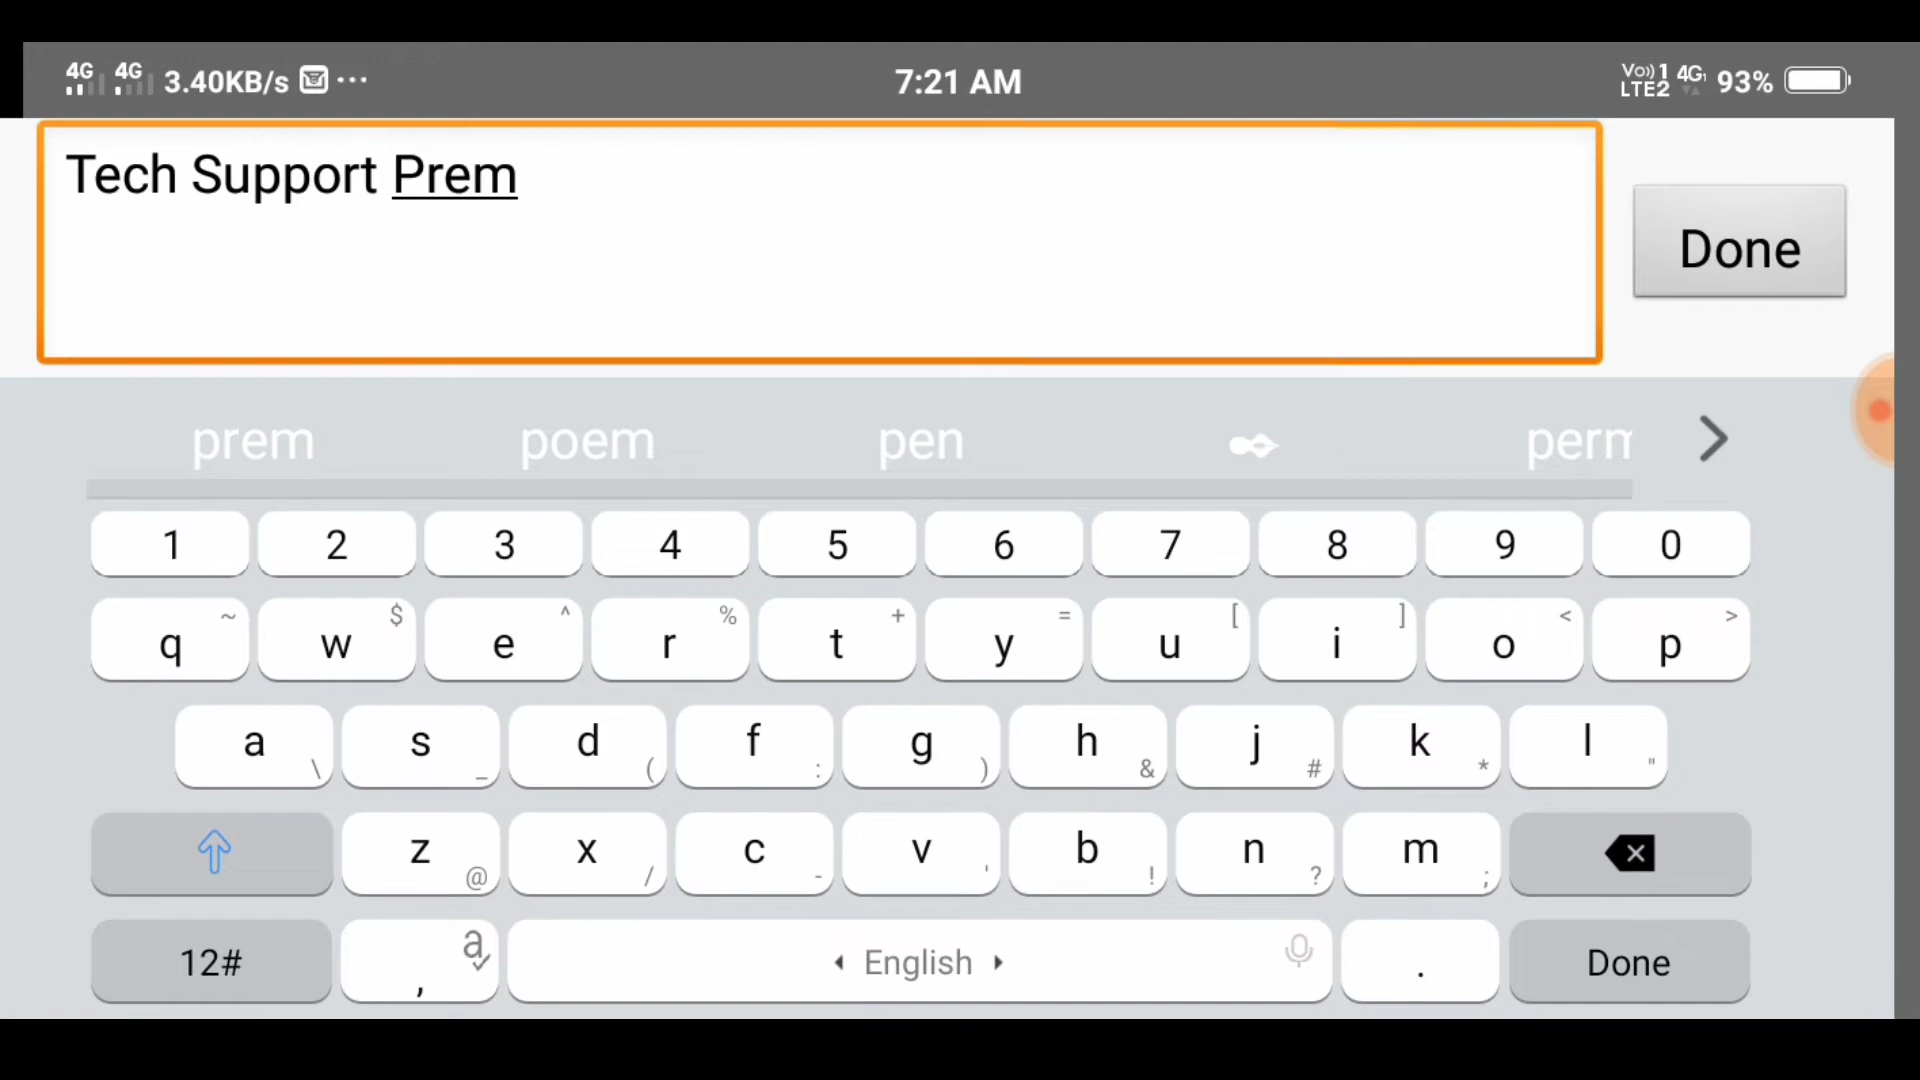 4G 4G 3.40KB/s ... 7:21 AM Vo)) 1 4G 93%
LTE2
Tech Support Prem
Done
prem poem pen perm
1 2 3 4 5 6 7 8 9 0
~ $ ^ % + = [ ] < >
q w e r t y u i o p
a s d f g h j k l
\ _ ( : ) & # * "
z x c v b n m
@ / - ' ! ? ;
12# , a English . Done